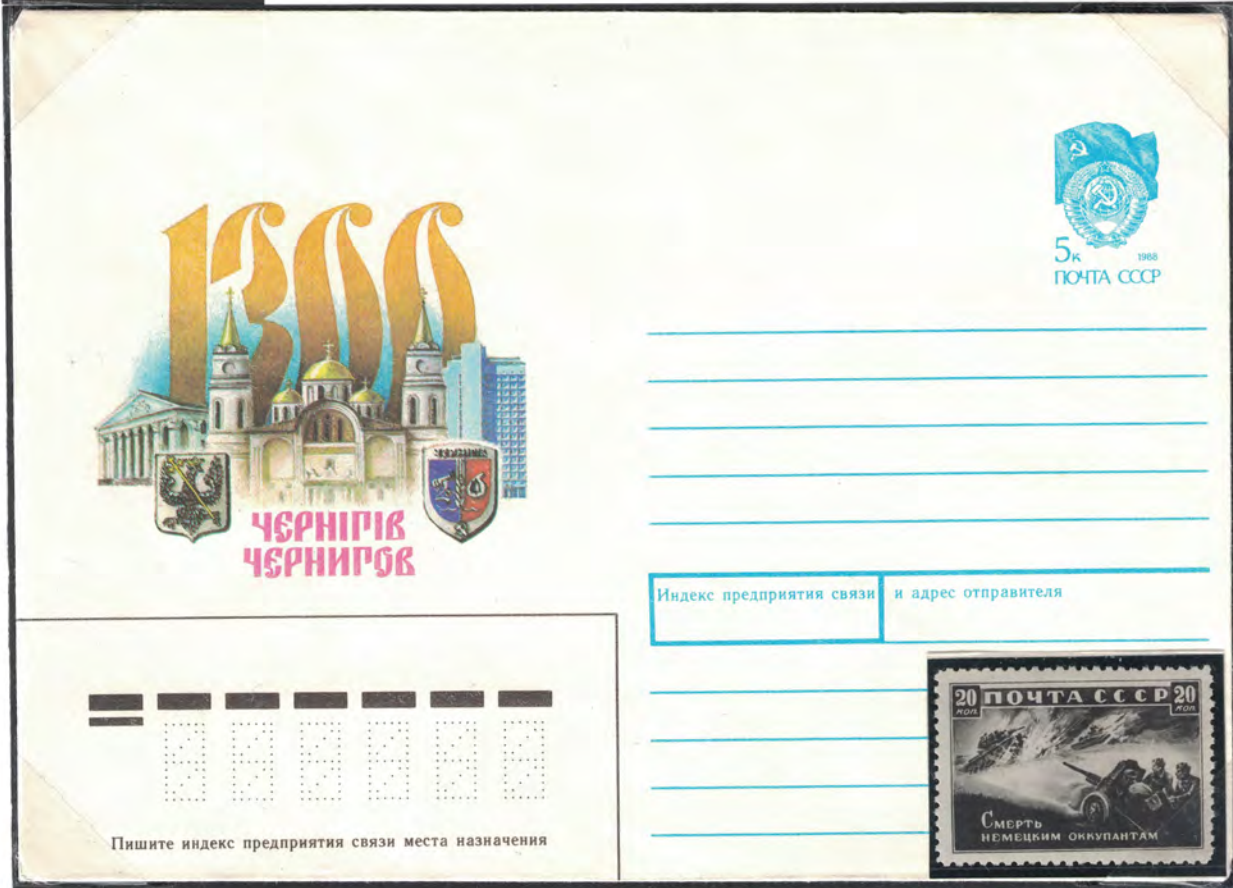 1300
ЧЕРНІГІВ
ЧЕРНИГОВ
5к
1988
ПОЧТА СССР
Индекс предприятия связи
и адрес отправителя
Пишите индекс предприятия связи места назначения
20 ПОЧТА СССР 20
КОП. КОП.
Смерть
немецким оккупантам